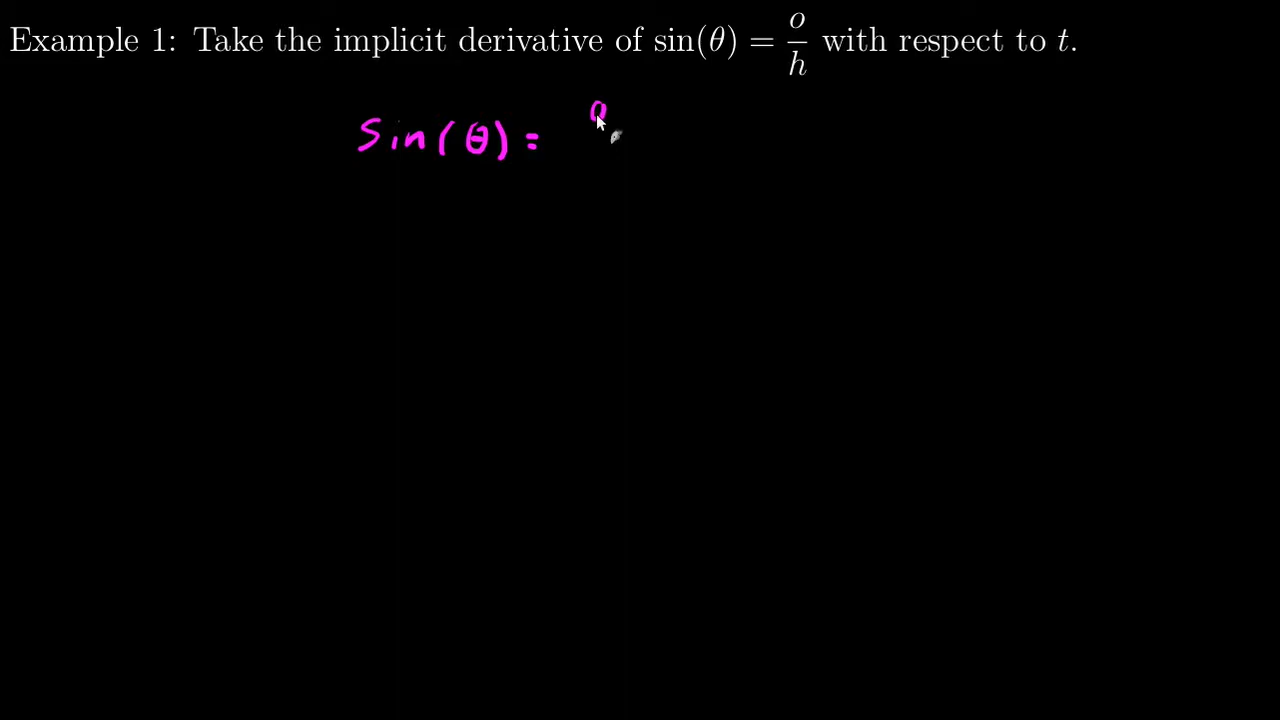 Example 1: Take the implicit derivative of sin(θ) = o/h with respect to t.
Sin(θ) = o